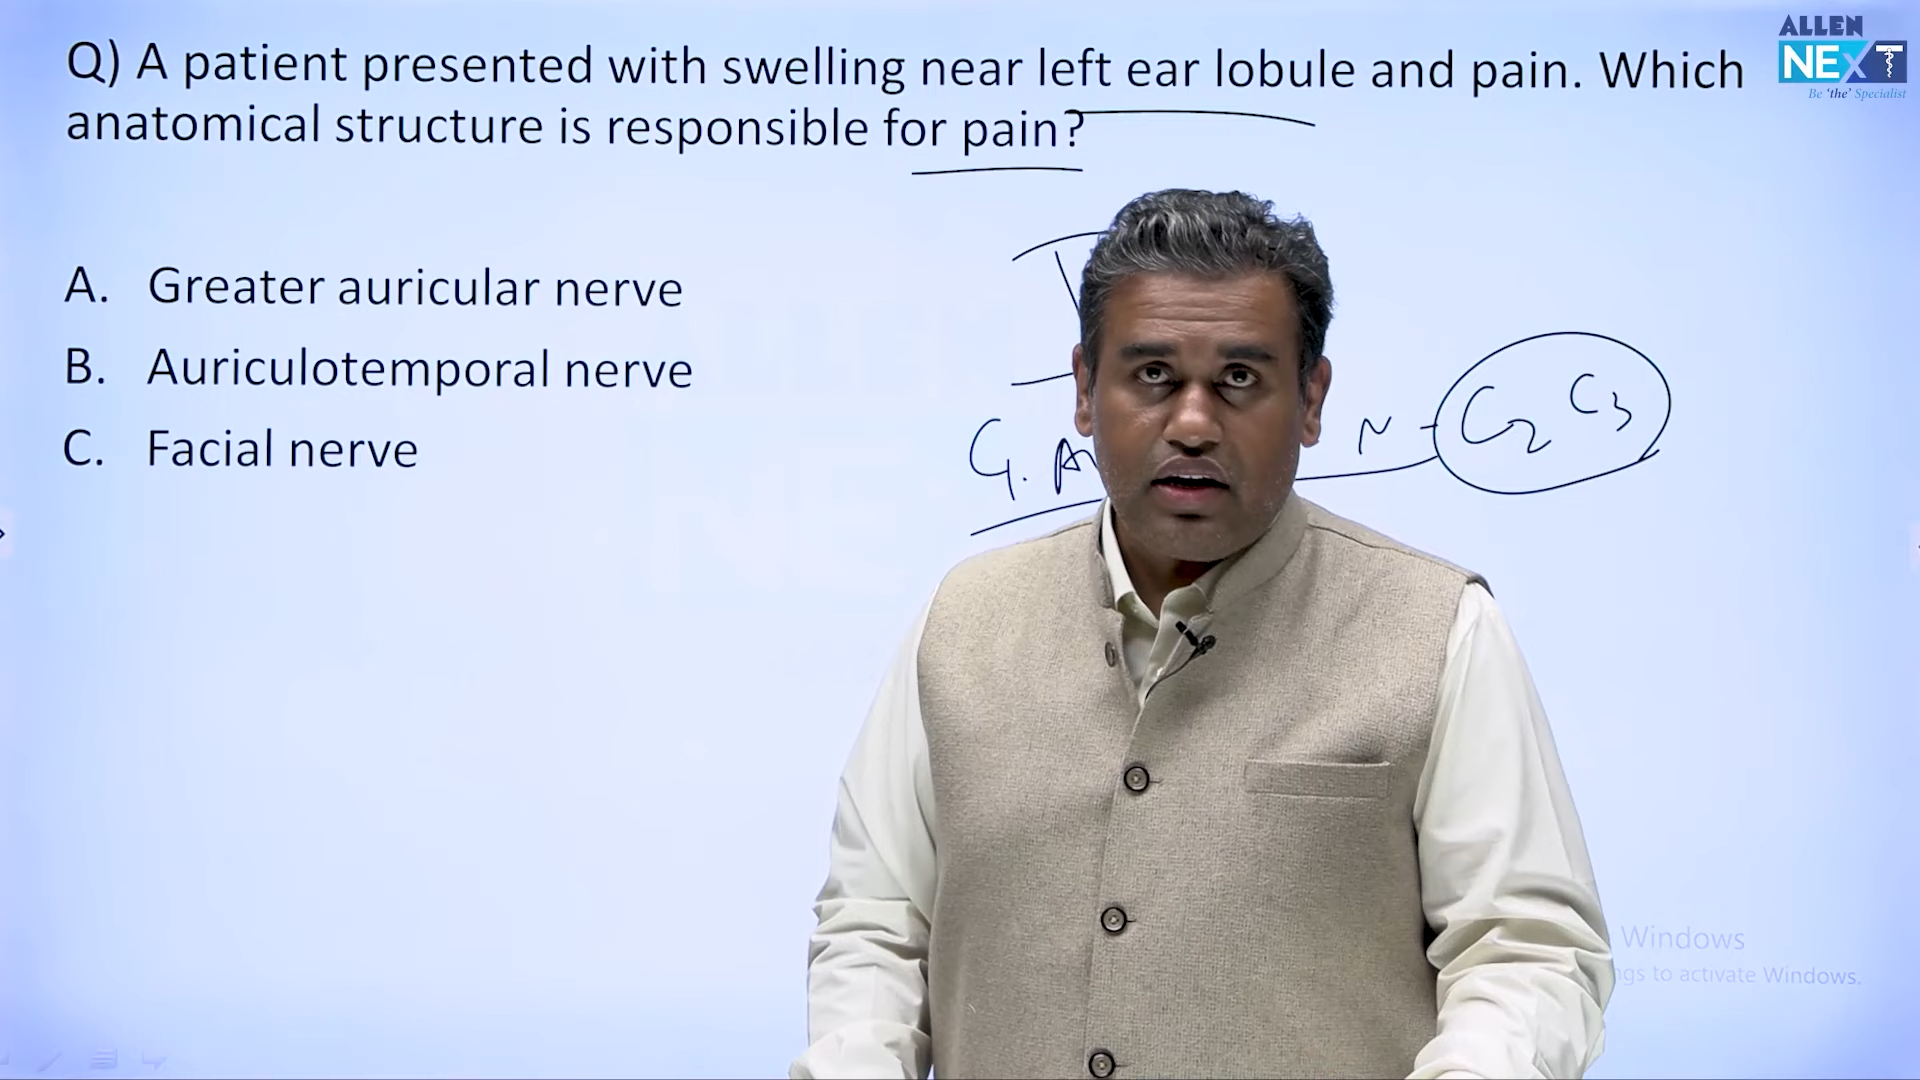 ALLEN
NEXT
Be 'the' Specialist
Q) A patient presented with swelling near left ear lobule and pain. Which
anatomical structure is responsible for pain?
A. Greater auricular nerve
B. Auriculotemporal nerve
C. Facial nerve
G. A N - C2 C3
Windows
ngs to activate Windows.